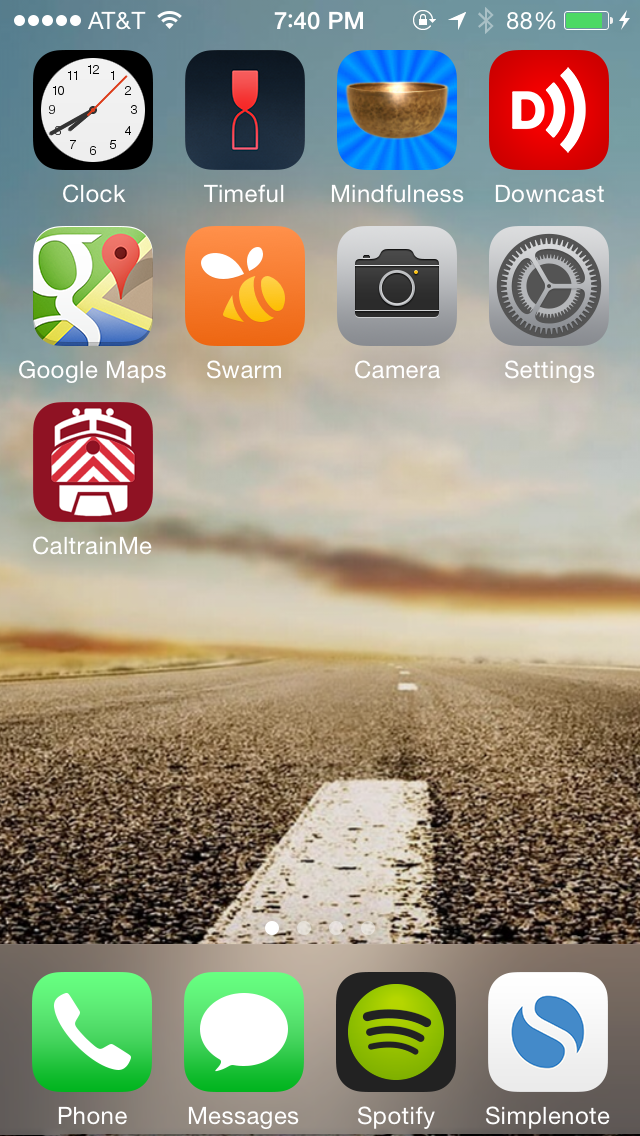 AT&T 7:40 PM 88%
12
11 1
10 2
9 3
8 4
7 5
6
D
Clock Timeful Mindfulness Downcast
g
Google Maps Swarm Camera Settings
CaltrainMe
Phone Messages Spotify Simplenote